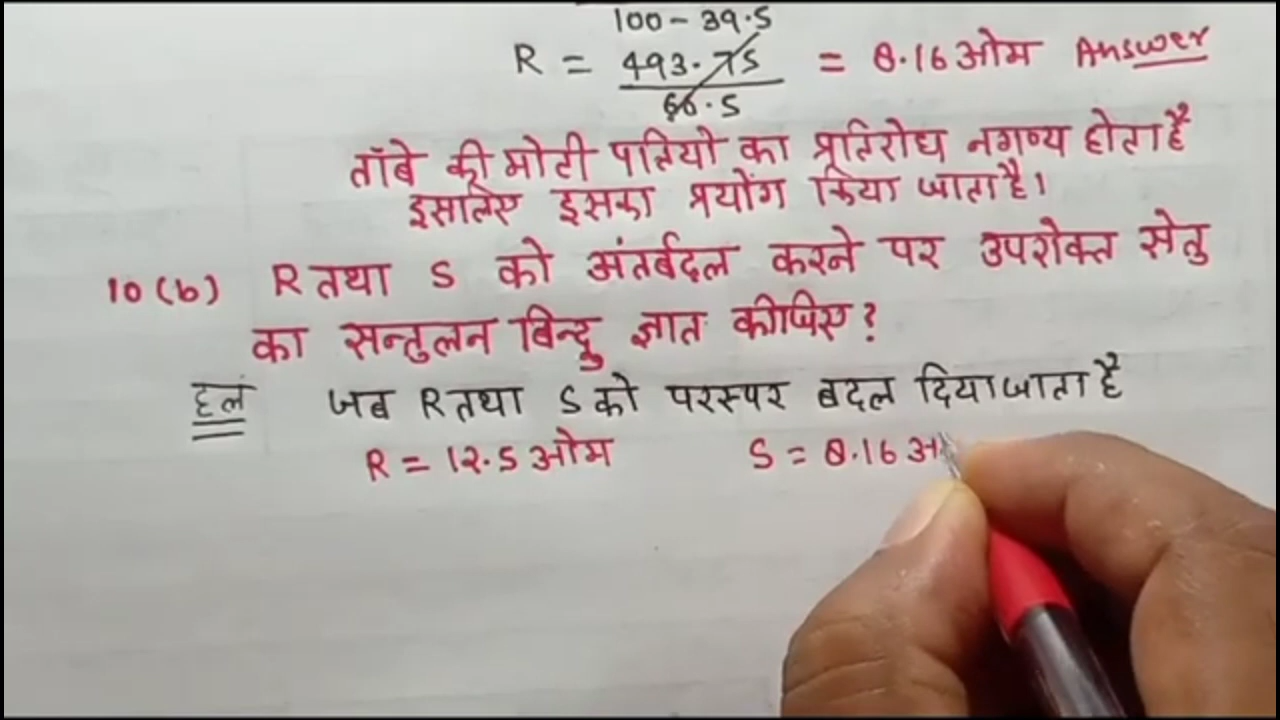 100 - 39.5
R = 493.75 / 60.5 = 8.16 ओम Answer
ताँबे की मोटी पतियो का प्रतिरोध नगण्य होता है
इसलिए इसका प्रयोंग किया जाता है।
10 (b) R तथा S को अंतर्बदल करने पर उपरोक्त सेतु
का सन्तुलन बिन्दु ज्ञात कीजिए?
हल जब R तथा S को परस्पर बदल दिया जाता है
R = 12.5 ओम S = 8.16